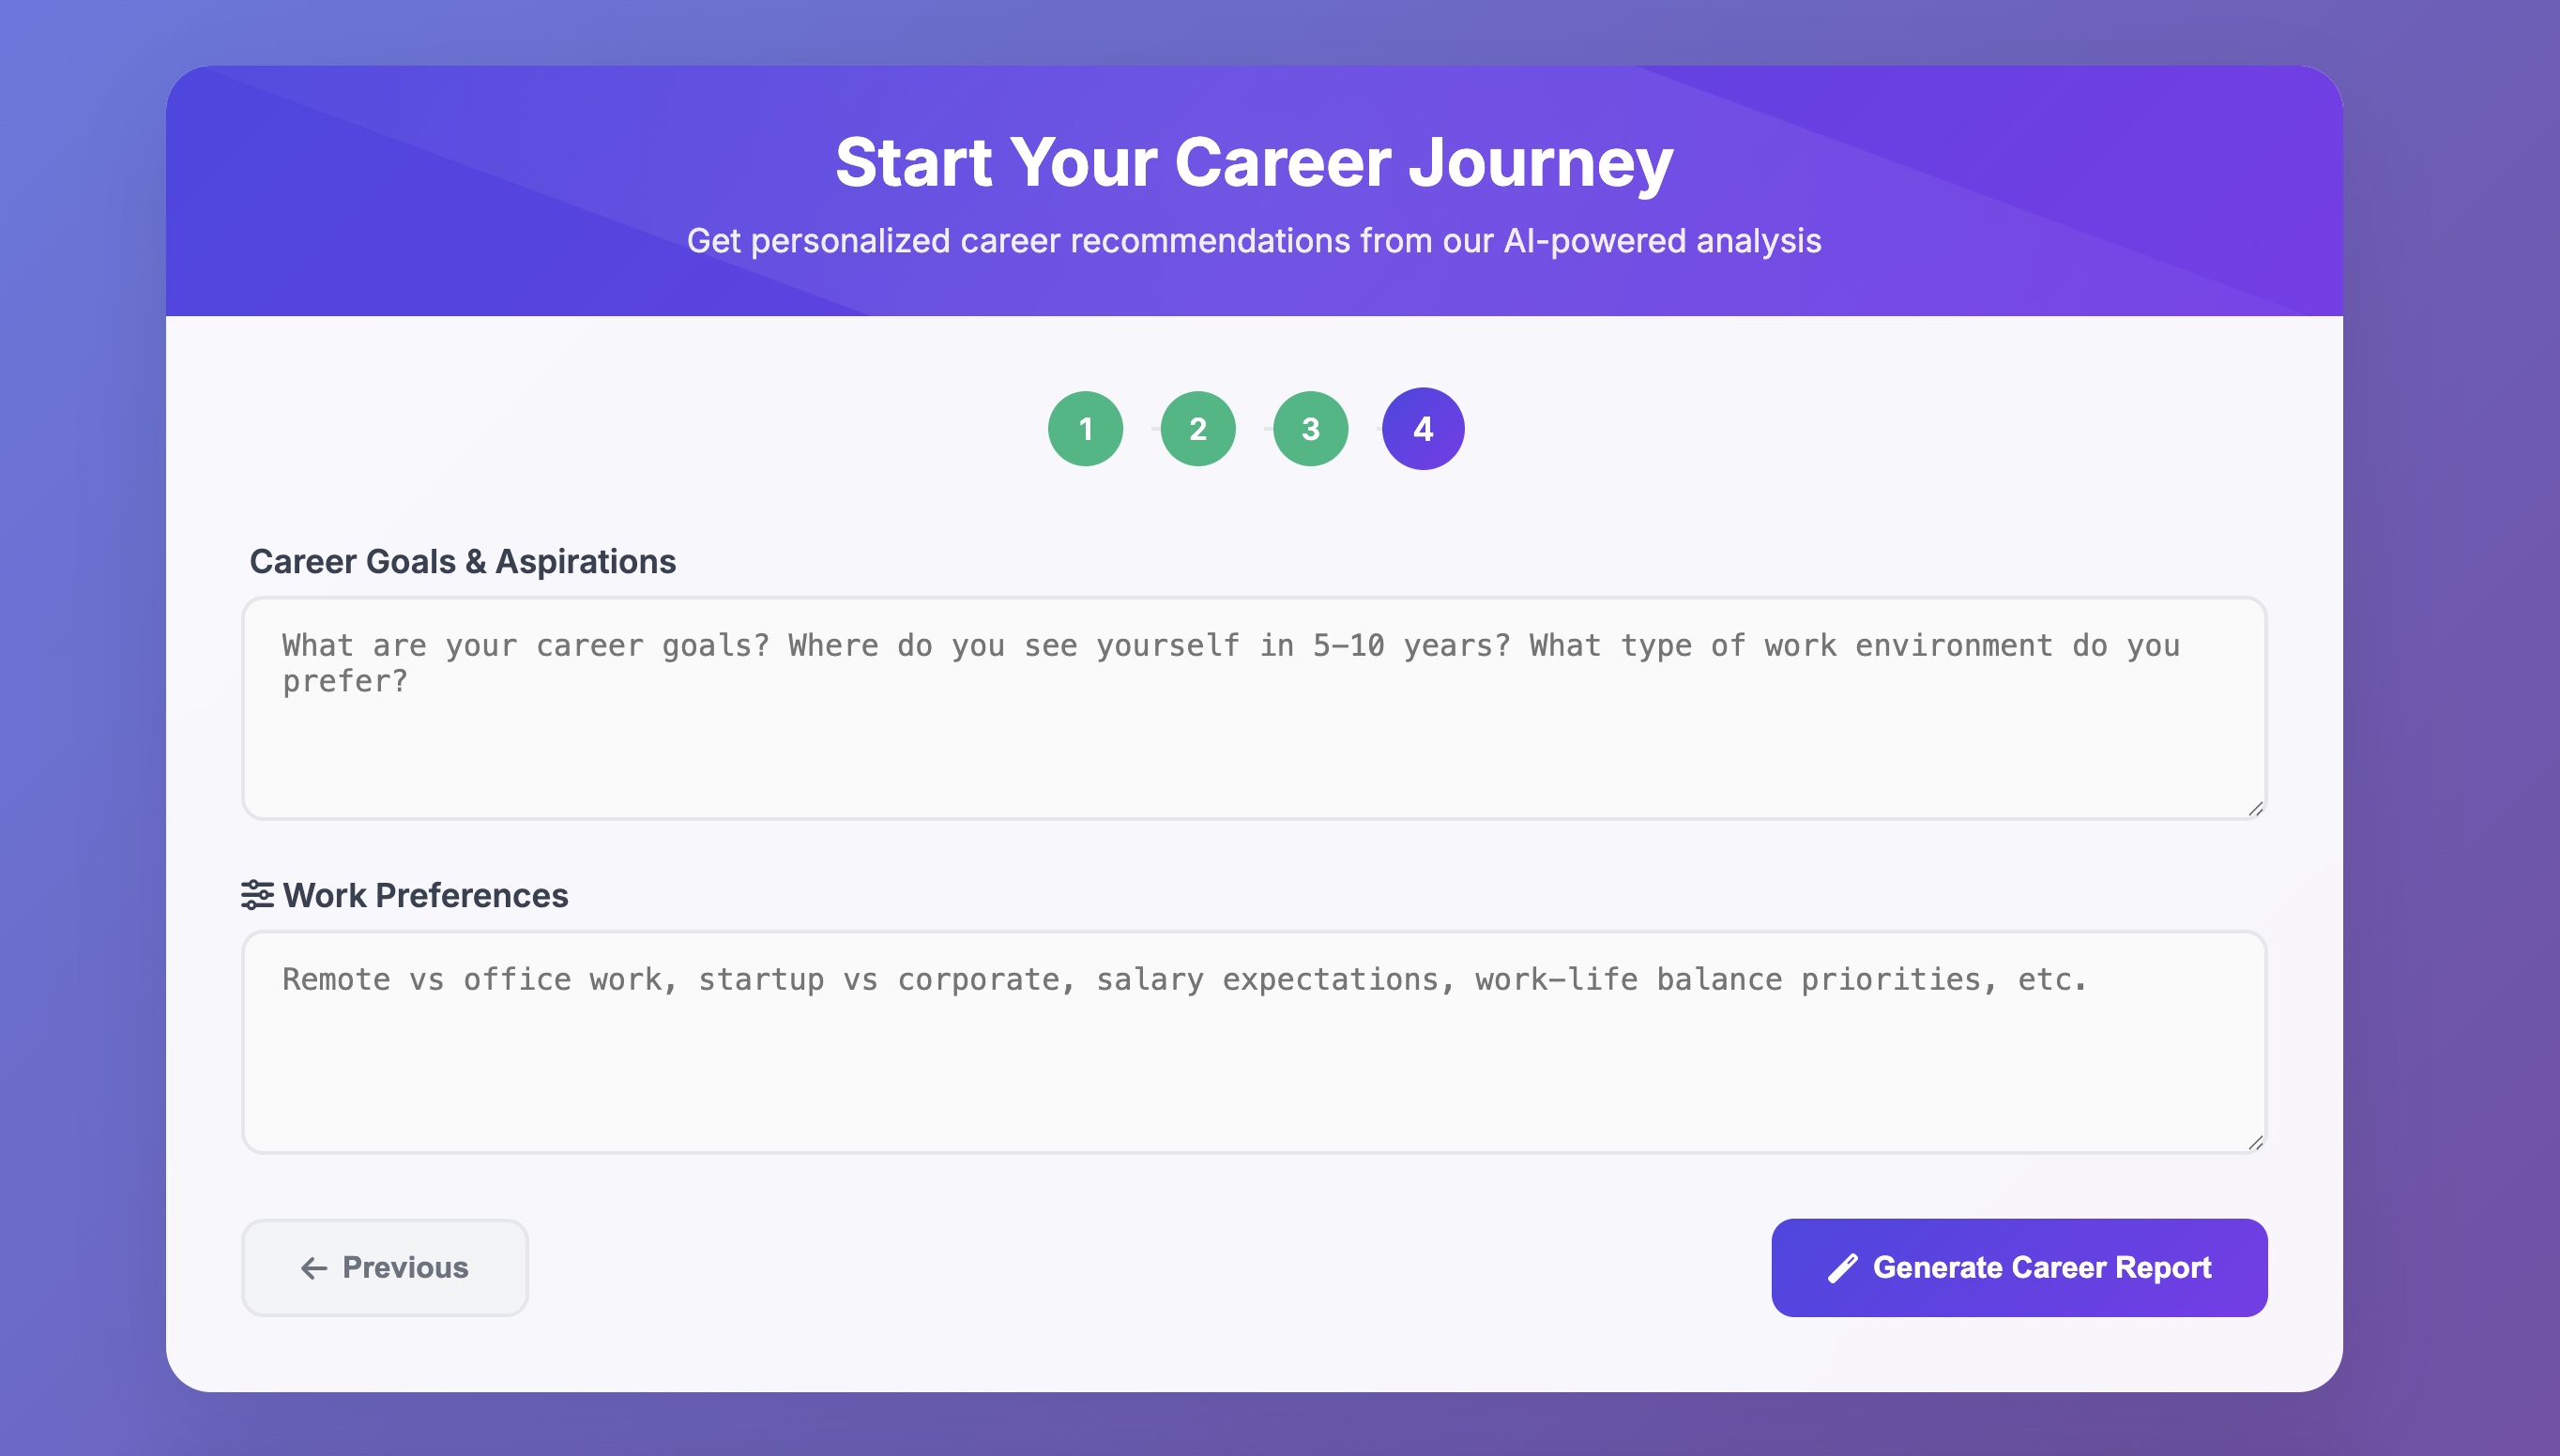 Start Your Career Journey
Get personalized career recommendations from our AI-powered analysis
1 2 3 4
Career Goals & Aspirations
What are your career goals? Where do you see yourself in 5-10 years? What type of work environment do you
prefer?
Work Preferences
Remote vs office work, startup vs corporate, salary expectations, work-life balance priorities, etc.
Previous
Generate Career Report